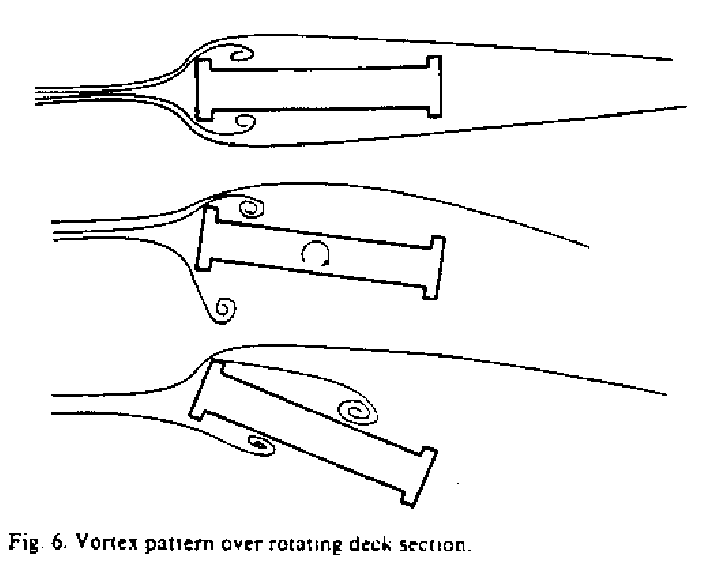 Fig. 6. Vortex pattern over rotating deck section.